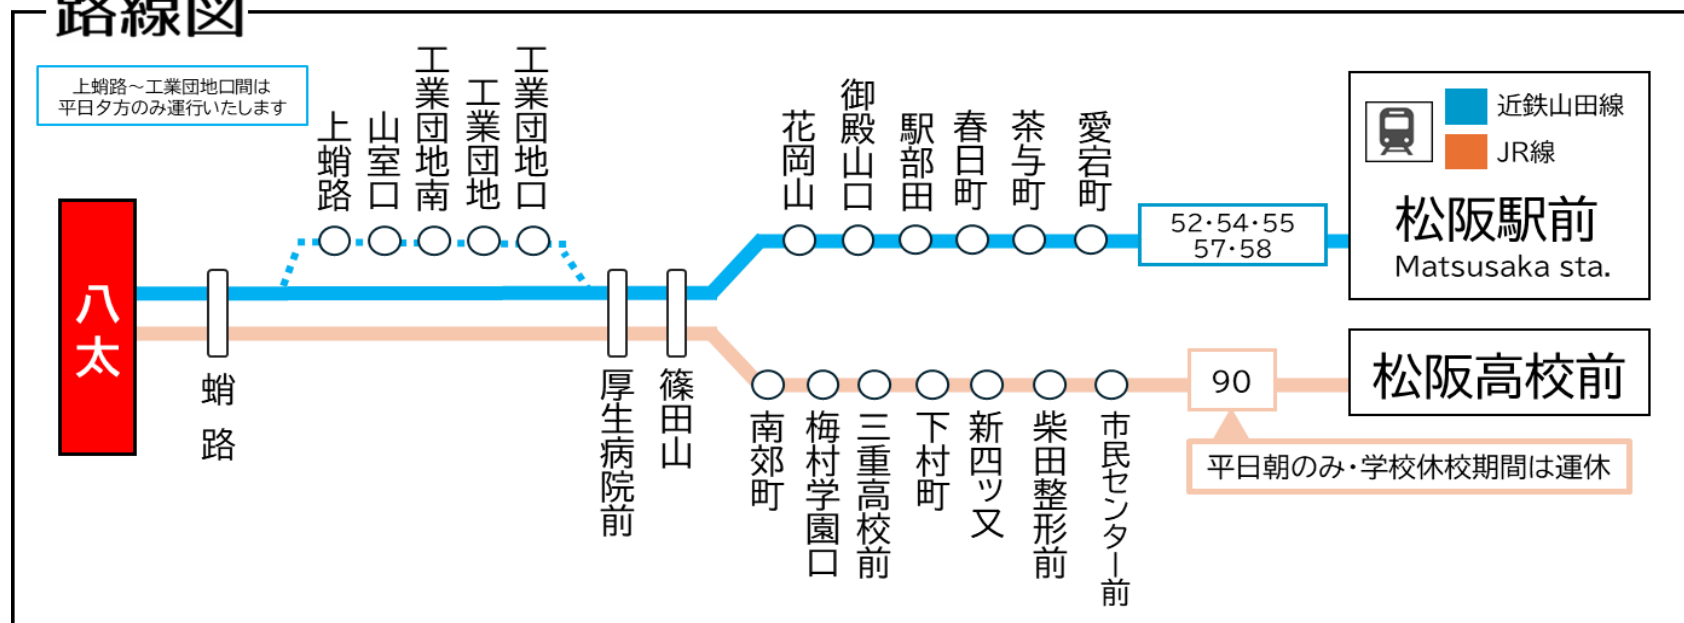 路線図
上蛸路~工業団地口間は
平日夕方のみ運行いたします
八太
蛸路
上蛸路
山室口
工業団地南
工業団地
工業団地口
厚生病院前
篠田山
花岡山
御殿山口
駅部田
春日町
茶与町
愛宕町
52・54・55
57・58
近鉄山田線
JR線
松阪駅前
Matsusaka sta.
南郊町
梅村学園口
三重高校前
下村町
新四ツ又
柴田整形前
市民センター前
90
松阪高校前
平日朝のみ・学校休校期間は運休